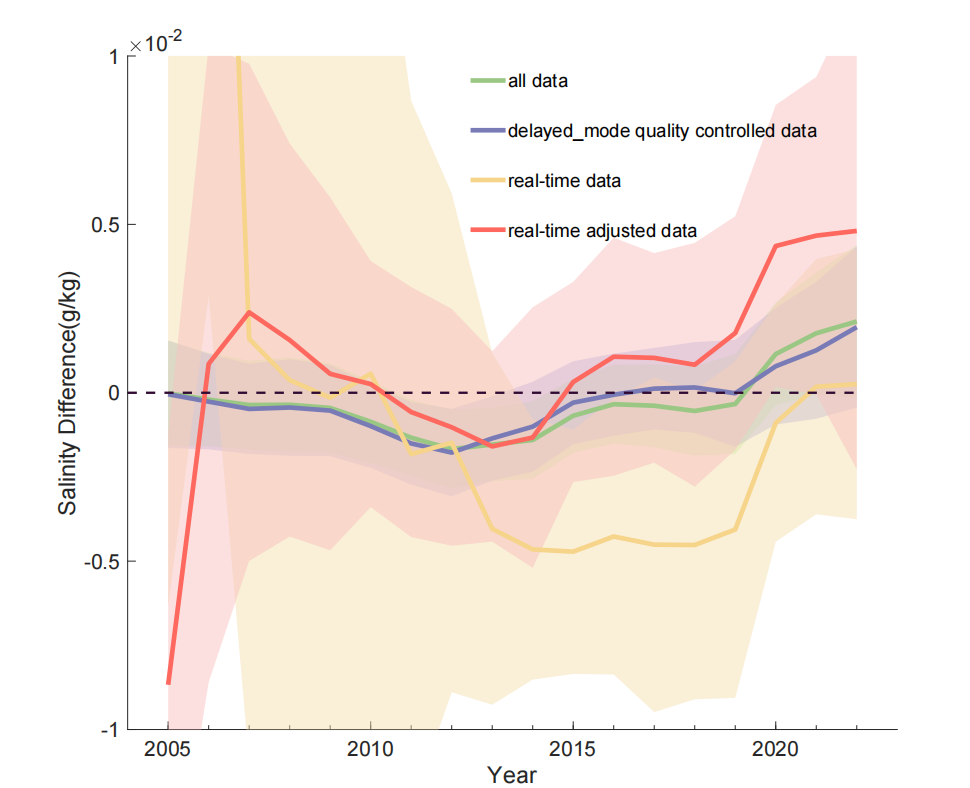 ×10-2
1
0.5
0
-0.5
-1
Salinity Difference(g/kg)
all data
delayed_mode quality controlled data
real-time data
real-time adjusted data
2005 2010 2015 2020
Year